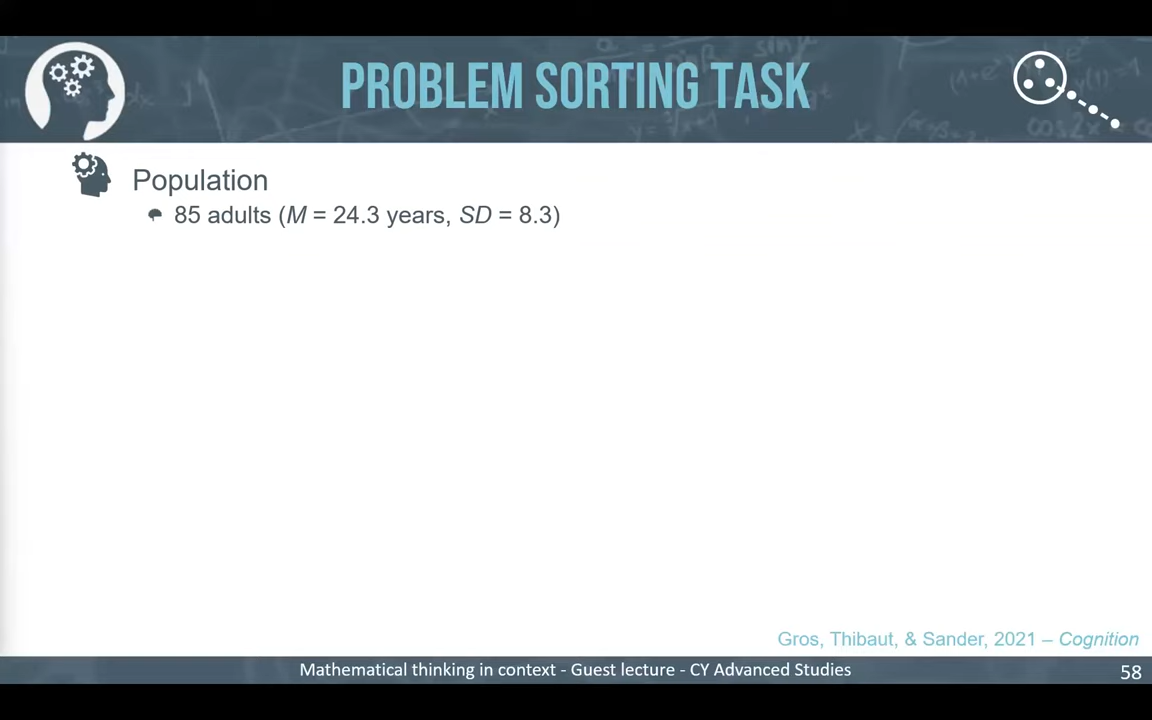 PROBLEM SORTING TASK
Population
85 adults (M = 24.3 years, SD = 8.3)
Gros, Thibaut, & Sander, 2021 – Cognition
Mathematical thinking in context - Guest lecture - CY Advanced Studies
58